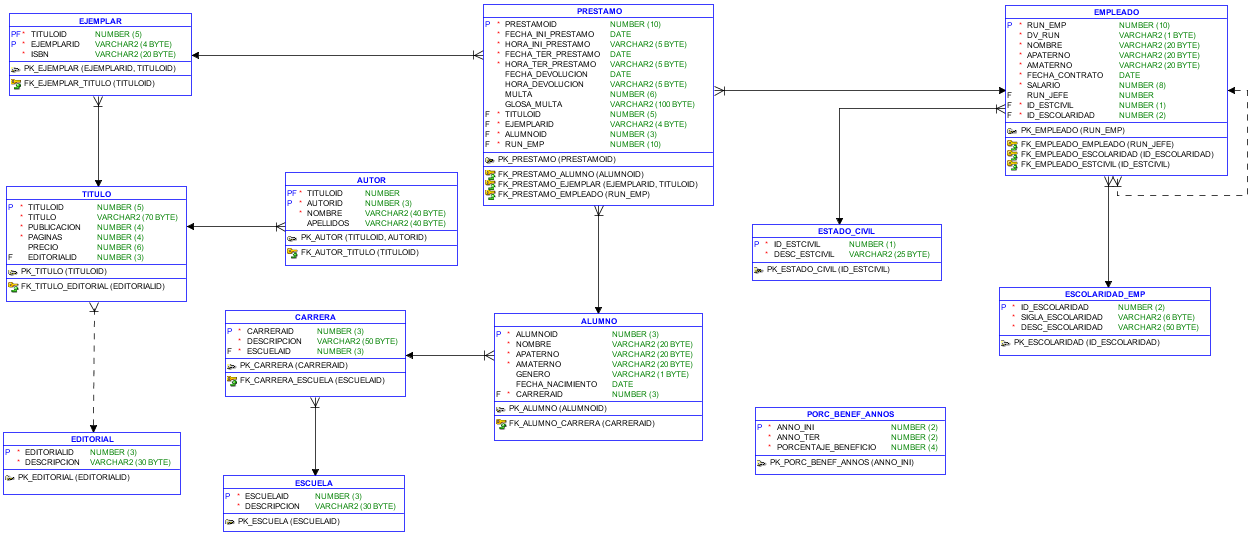 EJEMPLAR
PF * TITULOID NUMBER (5)
P * EJEMPLARID VARCHAR2 (4 BYTE)
* ISBN VARCHAR2 (20 BYTE)
PK_EJEMPLAR (EJEMPLARID, TITULOID)
FK_EJEMPLAR_TITULO (TITULOID)
PRESTAMO
P * PRESTAMOID NUMBER (10)
* FECHA_INI_PRESTAMO DATE
* HORA_INI_PRESTAMO VARCHAR2 (5 BYTE)
* FECHA_TER_PRESTAMO DATE
* HORA_TER_PRESTAMO VARCHAR2 (5 BYTE)
FECHA_DEVOLUCION DATE
HORA_DEVOLUCION VARCHAR2 (5 BYTE)
MULTA NUMBER (6)
GLOSA_MULTA VARCHAR2 (100 BYTE)
F * TITULOID NUMBER (5)
F * EJEMPLARID VARCHAR2 (4 BYTE)
F * ALUMNOID NUMBER (3)
F * RUN_EMP NUMBER (10)
PK_PRESTAMO (PRESTAMOID)
FK_PRESTAMO_ALUMNO (ALUMNOID)
FK_PRESTAMO_EJEMPLAR (EJEMPLARID, TITULOID)
FK_PRESTAMO_EMPLEADO (RUN_EMP)
EMPLEADO
P * RUN_EMP NUMBER (10)
* DV_RUN VARCHAR2 (1 BYTE)
* NOMBRE VARCHAR2 (20 BYTE)
* APATERNO VARCHAR2 (20 BYTE)
* AMATERNO VARCHAR2 (20 BYTE)
* FECHA_CONTRATO DATE
* SALARIO NUMBER (8)
F RUN_JEFE NUMBER
F * ID_ESTCIVIL NUMBER (1)
F * ID_ESCOLARIDAD NUMBER (2)
PK_EMPLEADO (RUN_EMP)
FK_EMPLEADO_EMPLEADO (RUN_JEFE)
FK_EMPLEADO_ESCOLARIDAD (ID_ESCOLARIDAD)
FK_EMPLEADO_ESTCIVIL (ID_ESTCIVIL)
TITULO
P * TITULOID NUMBER (5)
* TITULO VARCHAR2 (70 BYTE)
* PUBLICACION NUMBER (4)
* PAGINAS NUMBER (4)
PRECIO NUMBER (6)
F EDITORIALID NUMBER (3)
PK_TITULO (TITULOID)
FK_TITULO_EDITORIAL (EDITORIALID)
AUTOR
PF * TITULOID NUMBER
P * AUTORID NUMBER (3)
* NOMBRE VARCHAR2 (40 BYTE)
APELLIDOS VARCHAR2 (40 BYTE)
PK_AUTOR (TITULOID, AUTORID)
FK_AUTOR_TITULO (TITULOID)
ESTADO_CIVIL
P * ID_ESTCIVIL NUMBER (1)
* DESC_ESTCIVIL VARCHAR2 (25 BYTE)
PK_ESTADO_CIVIL (ID_ESTCIVIL)
ESCOLARIDAD_EMP
P * ID_ESCOLARIDAD NUMBER (2)
* SIGLA_ESCOLARIDAD VARCHAR2 (6 BYTE)
* DESC_ESCOLARIDAD VARCHAR2 (50 BYTE)
PK_ESCOLARIDAD (ID_ESCOLARIDAD)
CARRERA
P * CARRERAID NUMBER (3)
* DESCRIPCION VARCHAR2 (50 BYTE)
F * ESCUELAID NUMBER (3)
PK_CARRERA (CARRERAID)
FK_CARRERA_ESCUELA (ESCUELAID)
ALUMNO
P * ALUMNOID NUMBER (3)
* NOMBRE VARCHAR2 (20 BYTE)
* APATERNO VARCHAR2 (20 BYTE)
* AMATERNO VARCHAR2 (20 BYTE)
GENERO VARCHAR2 (1 BYTE)
FECHA_NACIMIENTO DATE
F * CARRERAID NUMBER (3)
PK_ALUMNO (ALUMNOID)
FK_ALUMNO_CARRERA (CARRERAID)
PORC_BENEF_ANNOS
P * ANNO_INI NUMBER (2)
* ANNO_TER NUMBER (2)
* PORCENTAJE_BENEFICIO NUMBER (4)
PK_PORC_BENEF_ANNOS (ANNO_INI)
EDITORIAL
P * EDITORIALID NUMBER (3)
* DESCRIPCION VARCHAR2 (30 BYTE)
PK_EDITORIAL (EDITORIALID)
ESCUELA
P * ESCUELAID NUMBER (3)
* DESCRIPCION VARCHAR2 (30 BYTE)
PK_ESCUELA (ESCUELAID)